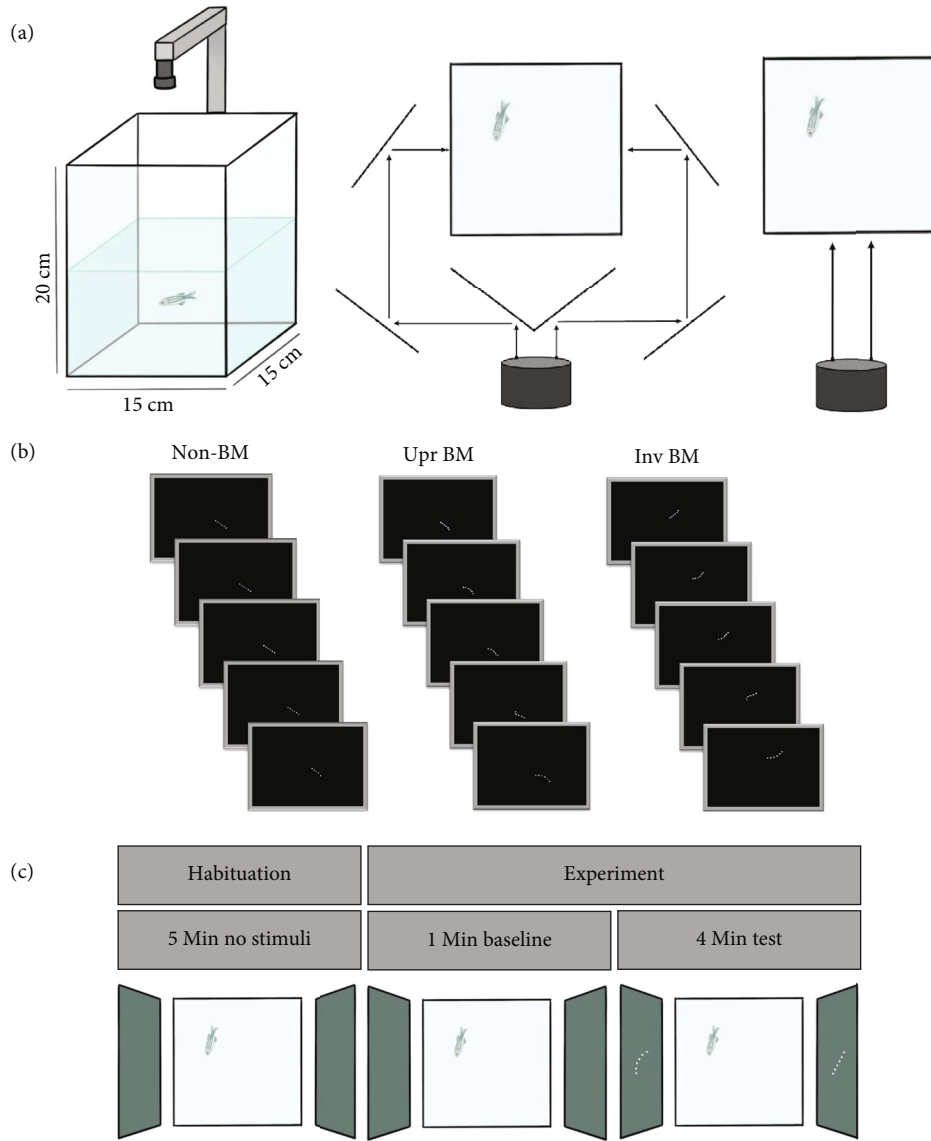 (a)
20 cm
15 cm
15 cm
(b)
Non-BM
Upr BM
Inv BM
(c)
Habituation
Experiment
5 Min no stimuli
1 Min baseline
4 Min test